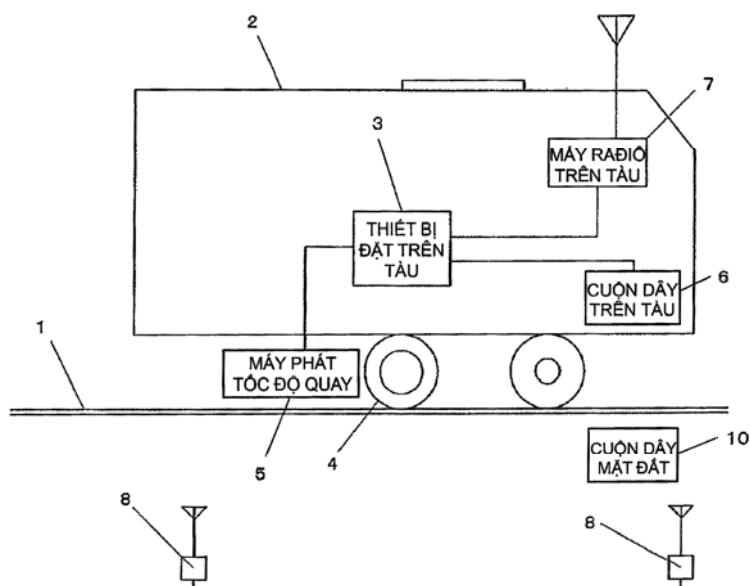 2
7
3
MÁY RAĐIÔ
TRÊN TÀU
THIẾT BỊ
ĐẶT TRÊN
TÀU
CUỘN DÂY
TRÊN TÀU
6
1
MÁY PHÁT
TỐC ĐỘ QUAY
5
4
CUỘN DÂY
MẶT ĐẤT
10
8
8